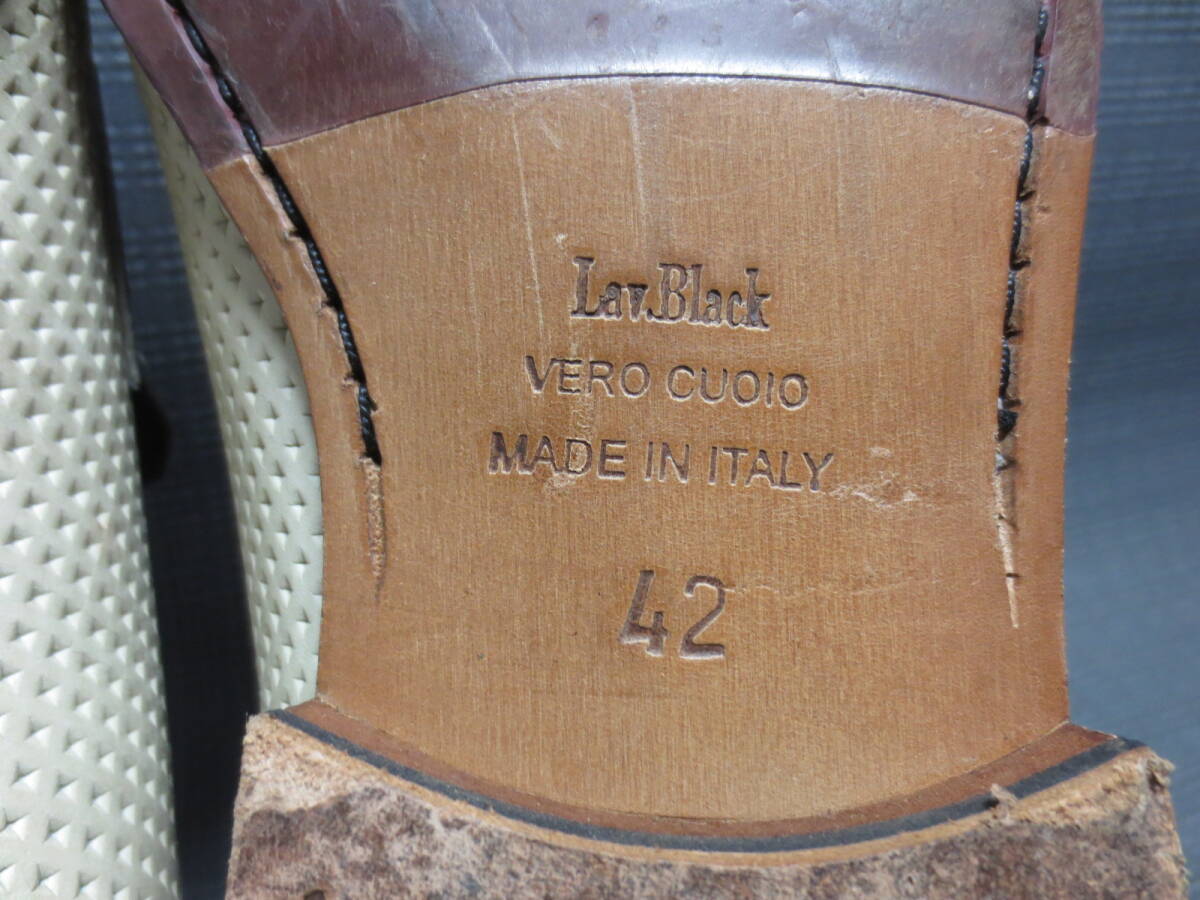 Lav.Black
VERO CUOIO
MADE IN ITALY
42